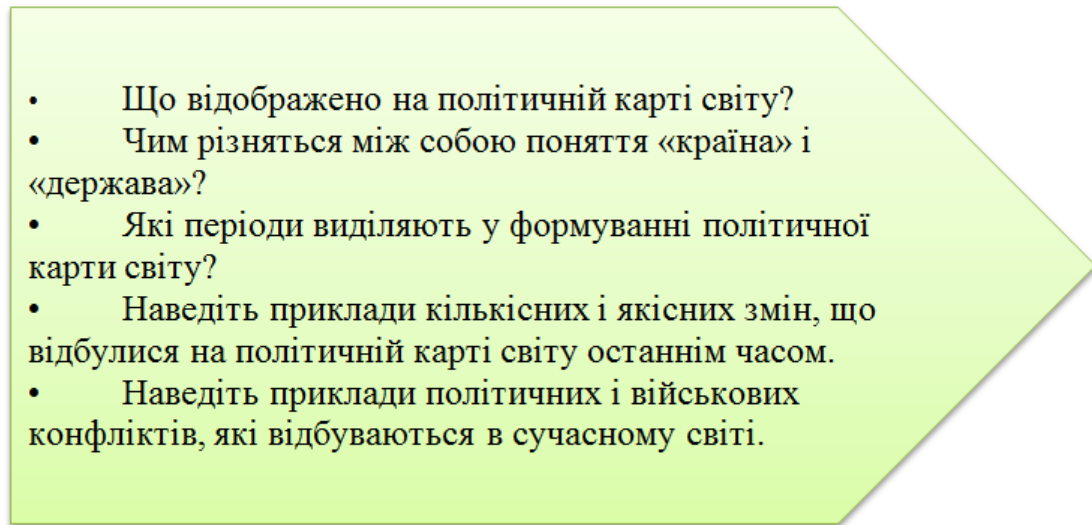 • Що відображено на політичній карті світу?
• Чим різняться між собою поняття «країна» і
«держава»?
• Які періоди виділяють у формуванні політичної
карти світу?
• Наведіть приклади кількісних і якісних змін, що
відбулися на політичній карті світу останнім часом.
• Наведіть приклади політичних і військових
конфліктів, які відбуваються в сучасному світі.